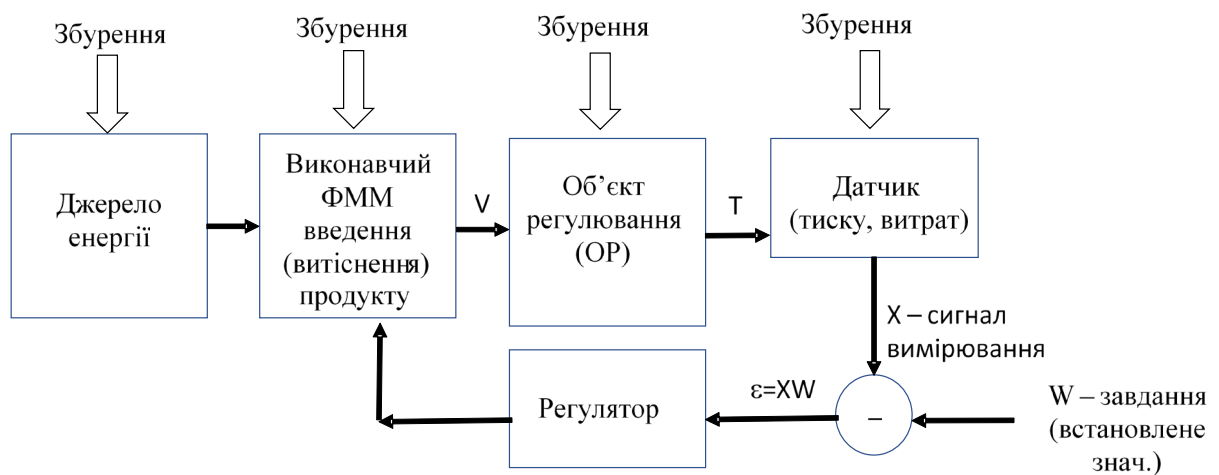 Збурення
Збурення
Збурення
Збурення
Джерело
енергії
Виконавчий
ФММ
введення
(витіснення)
продукту
V
Об’єкт
регулювання
(ОР)
T
Датчик
(тиску, витрат)
X – сигнал
вимірювання
Регулятор
ε=XW
–
W – завдання
(встановлене
знач.)